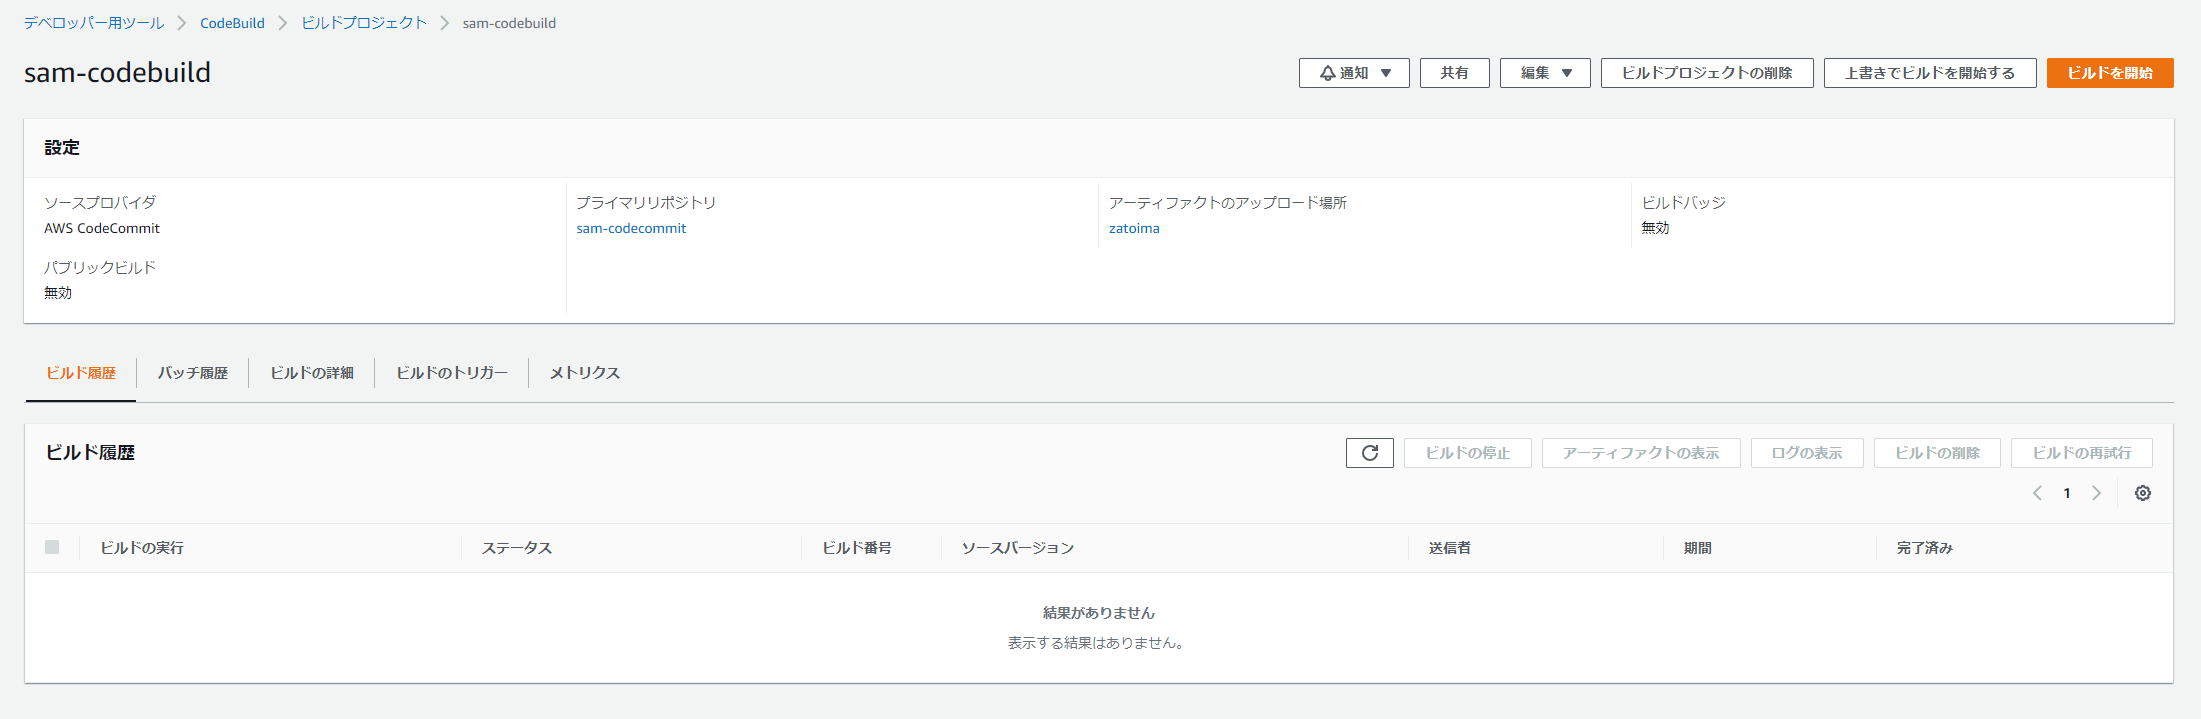 デベロッパー用ツール > CodeBuild > ビルドプロジェクト > sam-codebuild
sam-codebuild
通知 ▼ 共有 編集 ▼ ビルドプロジェクトの削除 上書きでビルドを開始する ビルドを開始
設定
ソースプロバイダ
AWS CodeCommit
プライマリリポジトリ
sam-codecommit
アーティファクトのアップロード場所
zatoima
ビルドバッジ
無効
パブリックビルド
無効
ビルド履歴 バッチ履歴 ビルドの詳細 ビルドのトリガー メトリクス
ビルド履歴
ビルドの停止 アーティファクトの表示 ログの表示 ビルドの削除 ビルドの再試行
1
ビルドの実行 ステータス ビルド番号 ソースバージョン 送信者 期間 完了済み
結果がありません
表示する結果はありません。